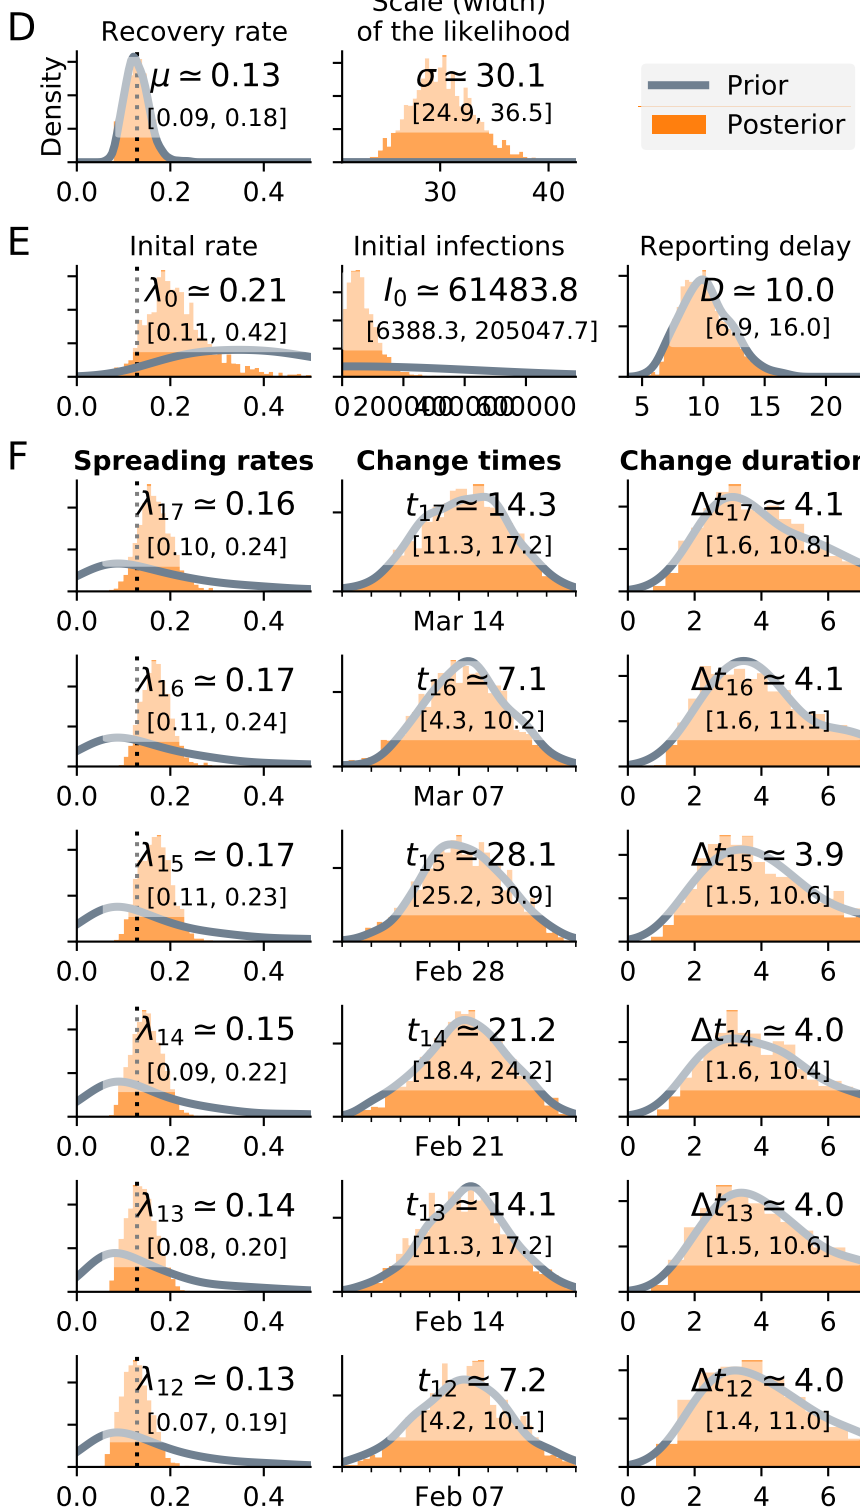 D
Recovery rate
Scale (width)
of the likelihood
Density
μ ≃ 0.13
[0.09, 0.18]
σ ≃ 30.1
[24.9, 36.5]
Prior
Posterior
0.0 0.2 0.4
30 40
E
Inital rate
Initial infections
Reporting delay
λ0 ≃ 0.21
[0.11, 0.42]
I0 ≃ 61483.8
[6388.3, 205047.7]
D ≃ 10.0
[6.9, 16.0]
0.0 0.2 0.4
0 200000 400000 600000
5 10 15 20
F
Spreading rates
Change times
Change duration
λ17 ≃ 0.16
[0.10, 0.24]
t17 ≃ 14.3
[11.3, 17.2]
Δt17 ≃ 4.1
[1.6, 10.8]
0.0 0.2 0.4
Mar 14
0 2 4 6
λ16 ≃ 0.17
[0.11, 0.24]
t16 ≃ 7.1
[4.3, 10.2]
Δt16 ≃ 4.1
[1.6, 11.1]
0.0 0.2 0.4
Mar 07
0 2 4 6
λ15 ≃ 0.17
[0.11, 0.23]
t15 ≃ 28.1
[25.2, 30.9]
Δt15 ≃ 3.9
[1.5, 10.6]
0.0 0.2 0.4
Feb 28
0 2 4 6
λ14 ≃ 0.15
[0.09, 0.22]
t14 ≃ 21.2
[18.4, 24.2]
Δt14 ≃ 4.0
[1.6, 10.4]
0.0 0.2 0.4
Feb 21
0 2 4 6
λ13 ≃ 0.14
[0.08, 0.20]
t13 ≃ 14.1
[11.3, 17.2]
Δt13 ≃ 4.0
[1.5, 10.6]
0.0 0.2 0.4
Feb 14
0 2 4 6
λ12 ≃ 0.13
[0.07, 0.19]
t12 ≃ 7.2
[4.2, 10.1]
Δt12 ≃ 4.0
[1.4, 11.0]
0.0 0.2 0.4
Feb 07
0 2 4 6